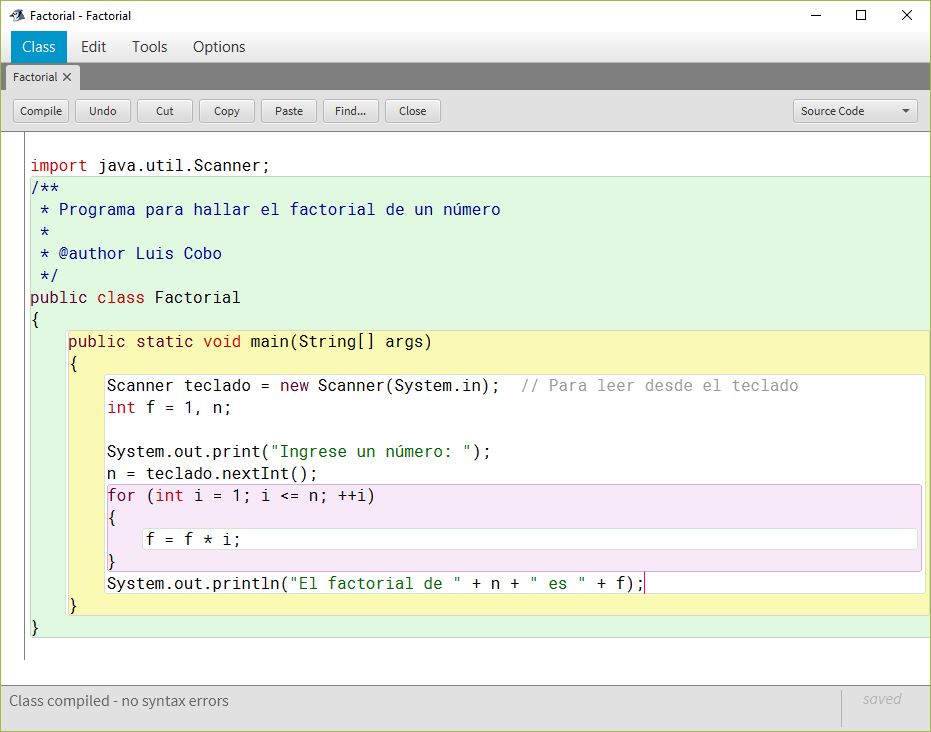 Factorial - Factorial
Class Edit Tools Options
Factorial
Compile Undo Cut Copy Paste Find... Close Source Code
import java.util.Scanner;
/**
 * Programa para hallar el factorial de un número
 *
 * @author Luis Cobo
 */
public class Factorial
{
    public static void main(String[] args)
    {
        Scanner teclado = new Scanner(System.in);  // Para leer desde el teclado
        int f = 1, n;

        System.out.print("Ingrese un número: ");
        n = teclado.nextInt();
        for (int i = 1; i <= n; ++i)
        {
            f = f * i;
        }
        System.out.println("El factorial de " + n + " es " + f);
    }
}
Class compiled - no syntax errors
saved